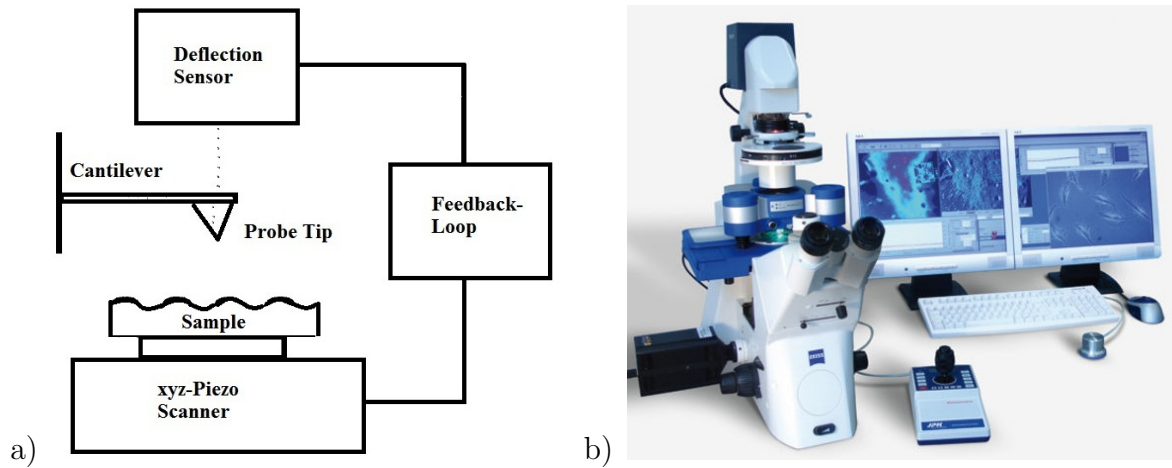 Deflection
Sensor
Cantilever
Probe Tip
Feedback-
Loop
Sample
xyz-Piezo
Scanner
a)
b)
ZEISS
JPK